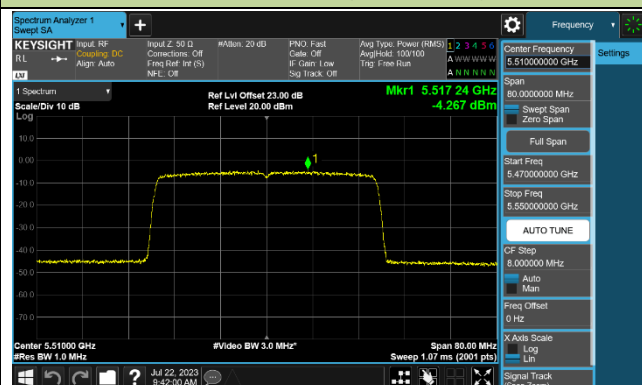 Spectrum Analyzer 1
Swept SA
+
Frequency
KEYSIGHT
RL
LXI
Input: RF
Coupling: DC
Align: Auto
Input Z: 50 Ω
Corrections: Off
Freq Ref: Int (S)
NFE: Off
#Atten: 20 dB
PNO: Fast
Gate: Off
IF Gain: Low
Sig Track: Off
Avg Type: Power (RMS)
Avg|Hold: 100/100
Trig: Free Run
1 2 3 4 5 6
A W W W W W
A N N N N N
1 Spectrum
Scale/Div 10 dB
Log
Ref Lvl Offset 23.00 dB
Ref Level 20.00 dBm
Mkr1 5.517 24 GHz
-4.267 dBm
10.0
0.00
-10.0
-20.0
-30.0
-40.0
-50.0
-60.0
-70.0
1
Center 5.51000 GHz
#Res BW 1.0 MHz
#Video BW 3.0 MHz*
Span 80.00 MHz
Sweep 1.07 ms (2001 pts)
Center Frequency
5.510000000 GHz
Settings
Span
80.0000000 MHz
Swept Span
Zero Span
Full Span
Start Freq
5.470000000 GHz
Stop Freq
5.550000000 GHz
AUTO TUNE
CF Step
8.000000 MHz
Auto
Man
Freq Offset
0 Hz
X Axis Scale
Log
Lin
Signal Track
(Span Zoom)
?
Jul 22, 2023
9:42:00 AM